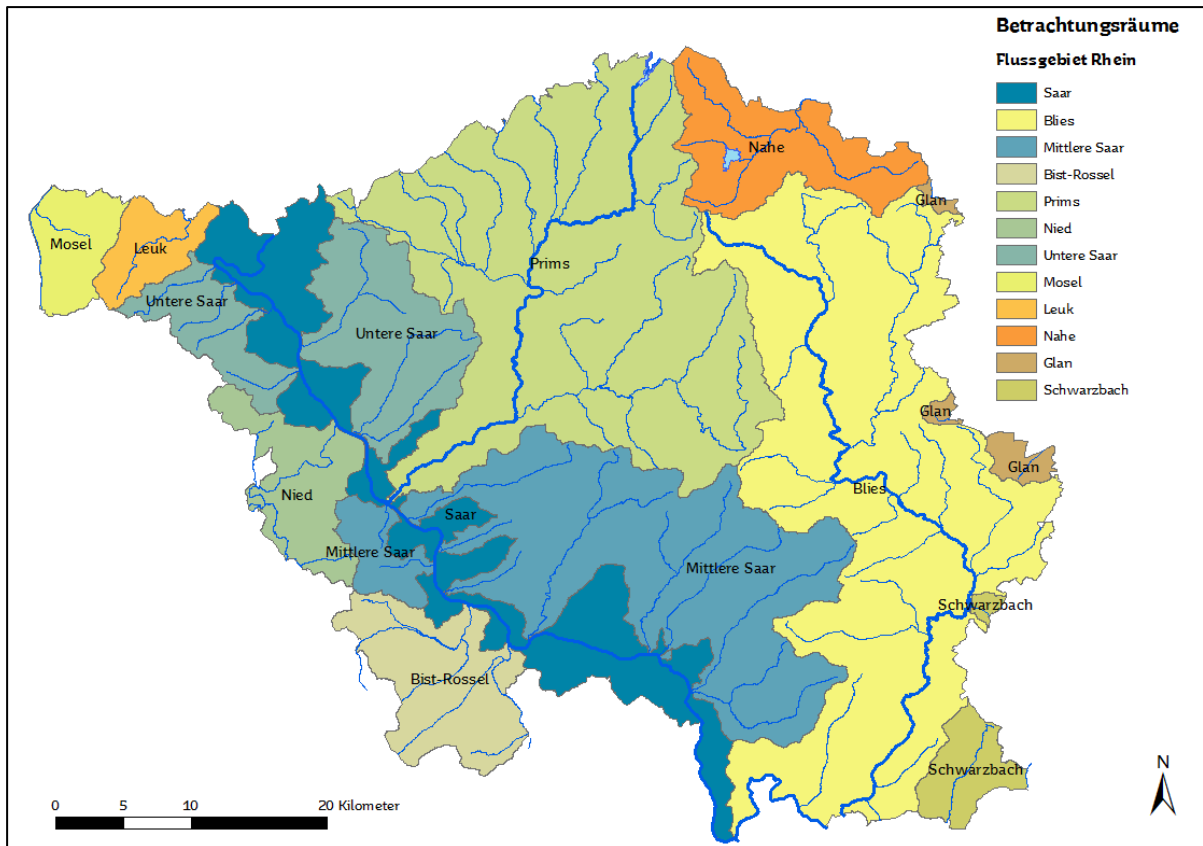 Betrachtungsräume
Flussgebiet Rhein
Saar
Blies
Mittlere Saar
Bist-Rossel
Prims
Nied
Untere Saar
Mosel
Leuk
Nahe
Glan
Schwarzbach
Nahe
Glan
Mosel
Leuk
Prims
Untere Saar
Untere Saar
Glan
Glan
Blies
Nied
Saar
Mittlere Saar
Mittlere Saar
Schwarzbach
Bist-Rossel
Schwarzbach
N
0 5 10 20 Kilometer